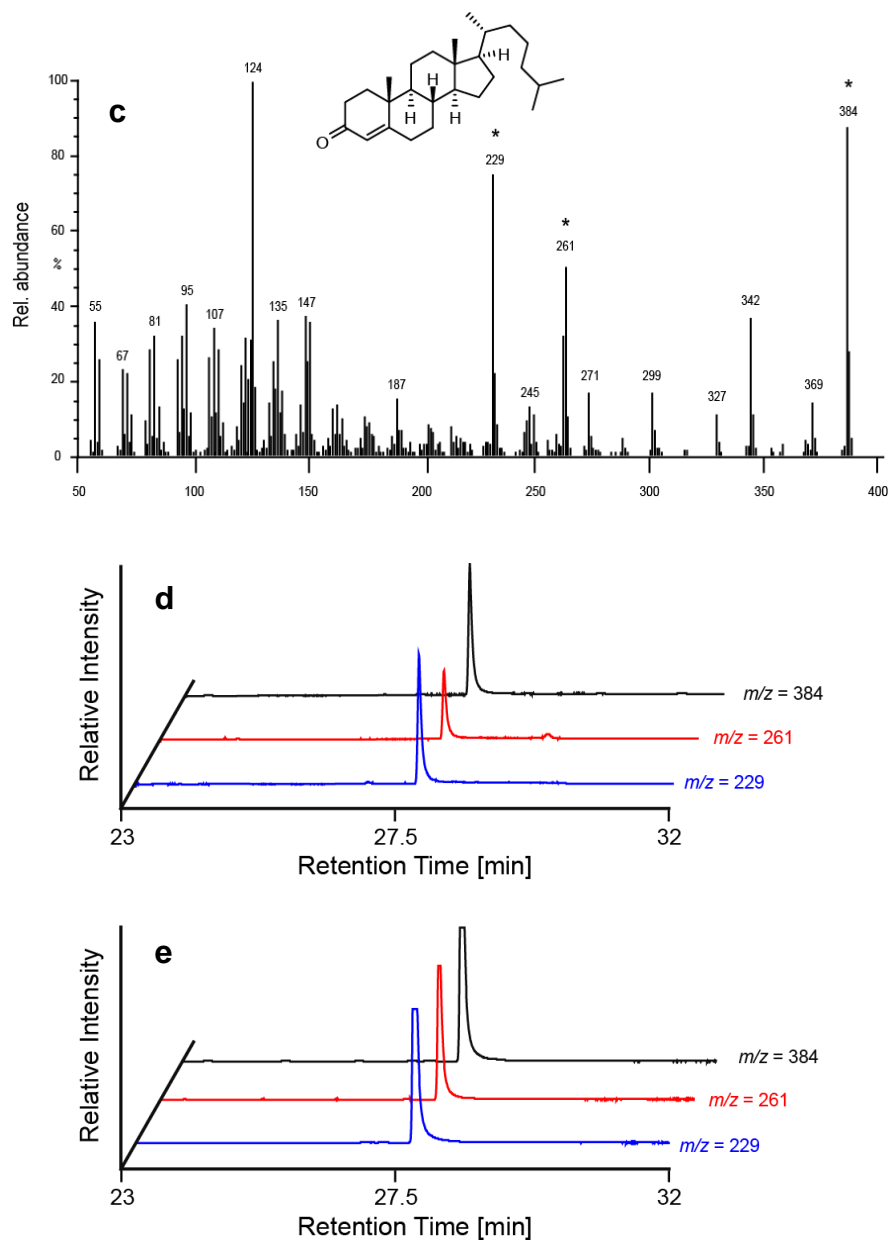 c
Rel. abundance
%
100
80
60
40
20
0
55
67
81
95
107
124
135
147
187
*
229
245
*
261
271
299
327
342
369
*
384
50
100
150
200
250
300
350
400
O
H
H
H
H
d
Relative Intensity
m/z = 384
m/z = 261
m/z = 229
23
27.5
32
Retention Time [min]
e
Relative Intensity
m/z = 384
m/z = 261
m/z = 229
23
27.5
32
Retention Time [min]